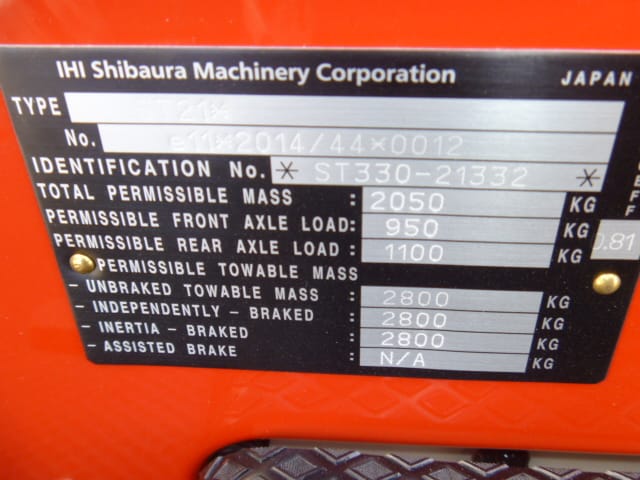 IHI Shibaura Machinery Corporation JAPAN
TYPE
No. e11*2014/44*0012
IDENTIFICATION No. * ST330-21332 *
TOTAL PERMISSIBLE MASS : 2050 KG
PERMISSIBLE FRONT AXLE LOAD: 950 KG
PERMISSIBLE REAR AXLE LOAD : 1100 KG
PERMISSIBLE TOWABLE MASS
- UNBRAKED TOWABLE MASS : 2800 KG
- INDEPENDENTLY - BRAKED : 2800 KG
- INERTIA - BRAKED : 2800 KG
- ASSISTED BRAKE : N/A KG
0.81